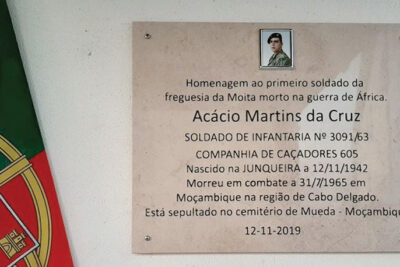 Homenagem ao primeiro soldado da
freguesia da Moita morto na guerra de África.
Acácio Martins da Cruz
SOLDADO DE INFANTARIA Nº 3091/63
COMPANHIA DE CAÇADORES 605
Nascido na JUNQUEIRA a 12/11/1942
Morreu em combate a 31/7/1965 em
Moçambique na região de Cabo Delgado.
Está sepultado no cemitério de Mueda - Moçambique
12-11-2019